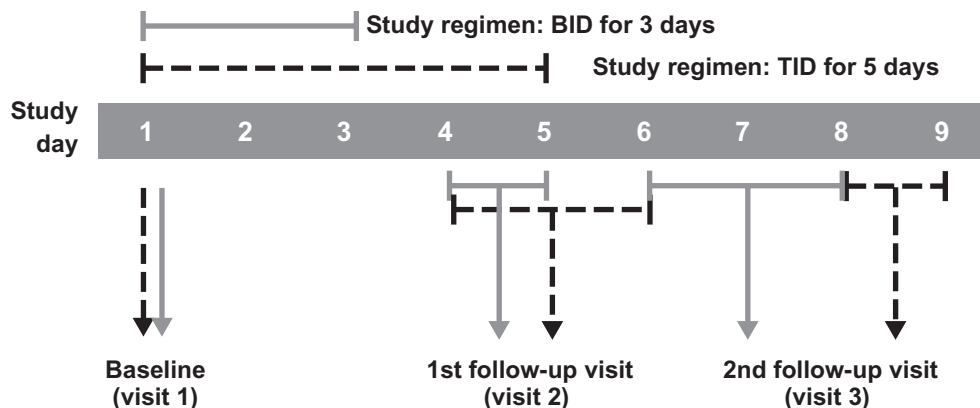 Study regimen: BID for 3 days
Study regimen: TID for 5 days
Study
day
1 2 3 4 5 6 7 8 9
Baseline
(visit 1)
1st follow-up visit
(visit 2)
2nd follow-up visit
(visit 3)